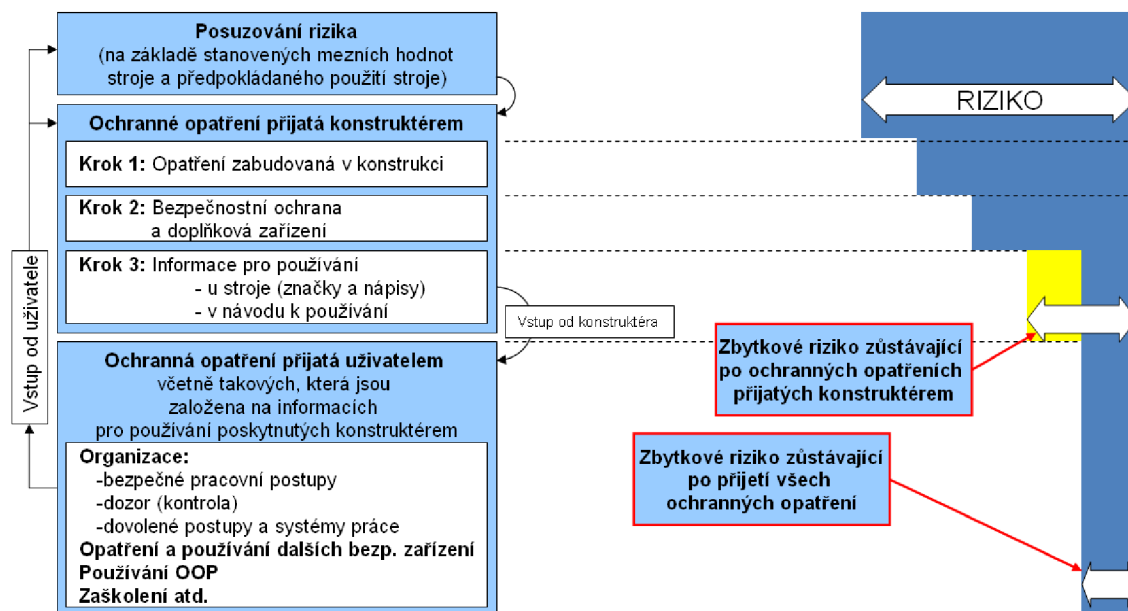 Posuzování rizika
(na základě stanovených mezních hodnot
stroje a předpokládaného použití stroje)
Ochranné opatření přijatá konstruktérem
Krok 1: Opatření zabudovaná v konstrukci
Krok 2: Bezpečnostní ochrana
a doplňková zařízení
Krok 3: Informace pro používání
- u stroje (značky a nápisy)
- v návodu k používání
Ochranná opatření přijatá uživatelem
včetně takových, která jsou
založena na informacích
pro používání poskytnutých konstruktérem
Organizace:
-bezpečné pracovní postupy
-dozor (kontrola)
-dovolené postupy a systémy práce
Opatření a používání dalších bezp. zařízení
Používání OOP
Zaškolení atd.
Vstup od uživatele
Vstup od konstruktéra
RIZIKO
Zbytkové riziko zůstávající
po ochranných opatřeních
přijatých konstruktérem
Zbytkové riziko zůstávající
po přijetí všech
ochranných opatření